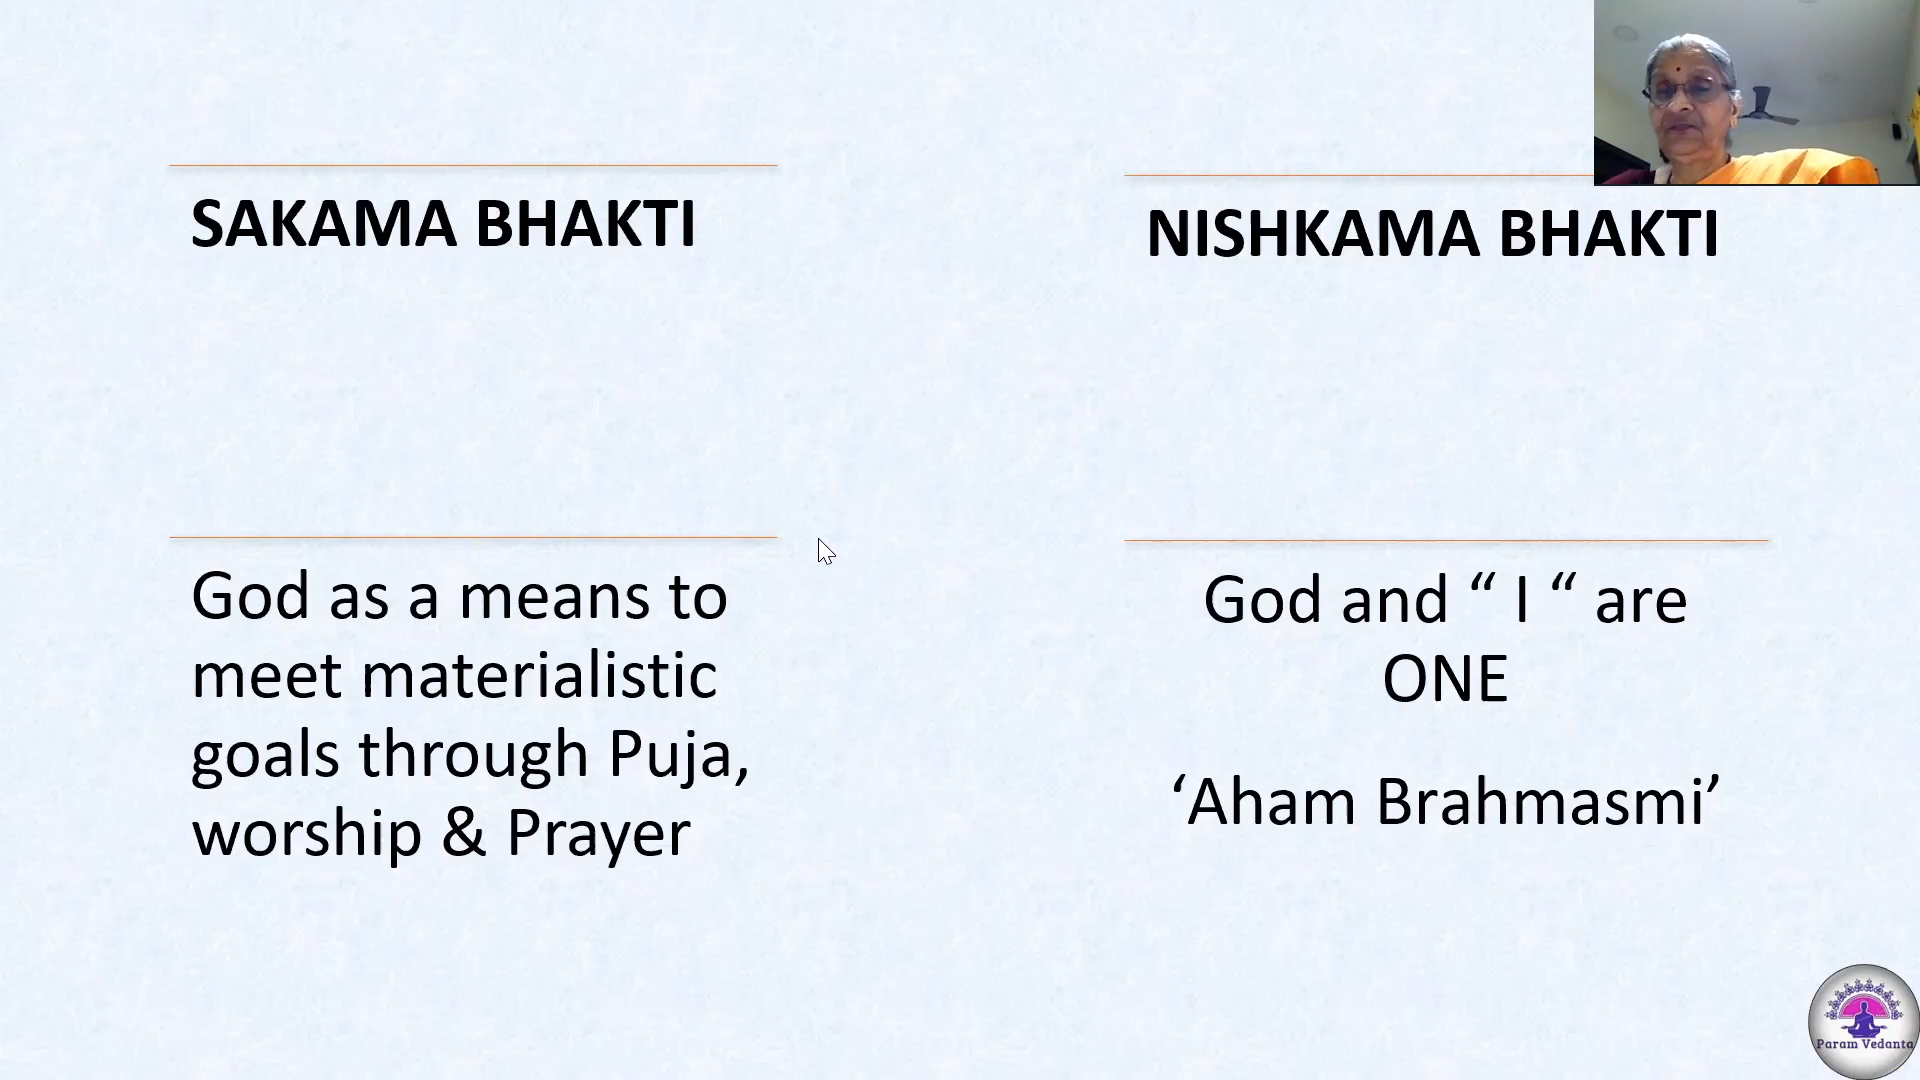 SAKAMA BHAKTI
God as a means to
meet materialistic
goals through Puja,
worship & Prayer
NISHKAMA BHAKTI
God and “ I “ are
ONE
‘Aham Brahmasmi’
Param Vedanta